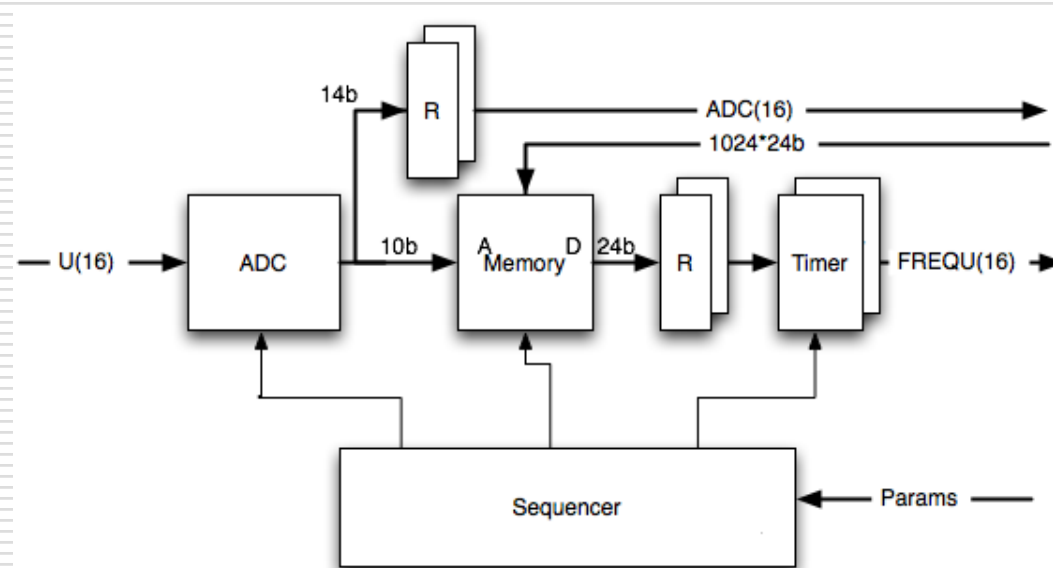 14b
R
ADC(16)
1024*24b
U(16)
ADC
10b
A
Memory
D
24b
R
Timer
FREQU(16)
Sequencer
Params